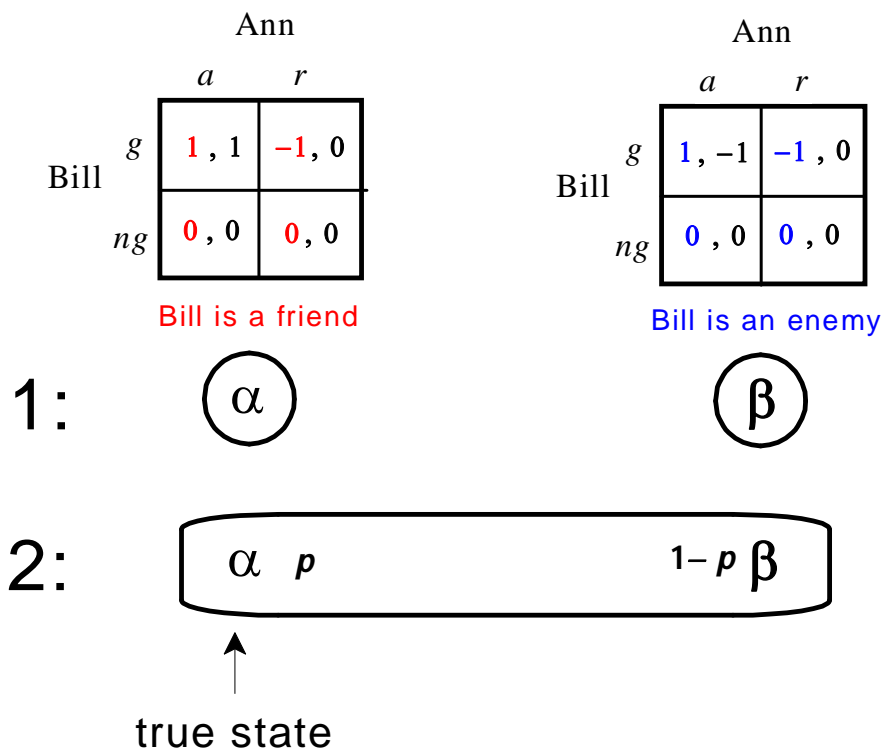 Ann
a r
g 1 , 1 −1, 0
Bill
ng 0 , 0 0, 0
Bill is a friend
Ann
a r
g 1, −1 −1, 0
Bill
ng 0 , 0 0, 0
Bill is an enemy
1: α β
2: α p 1− p β
true state